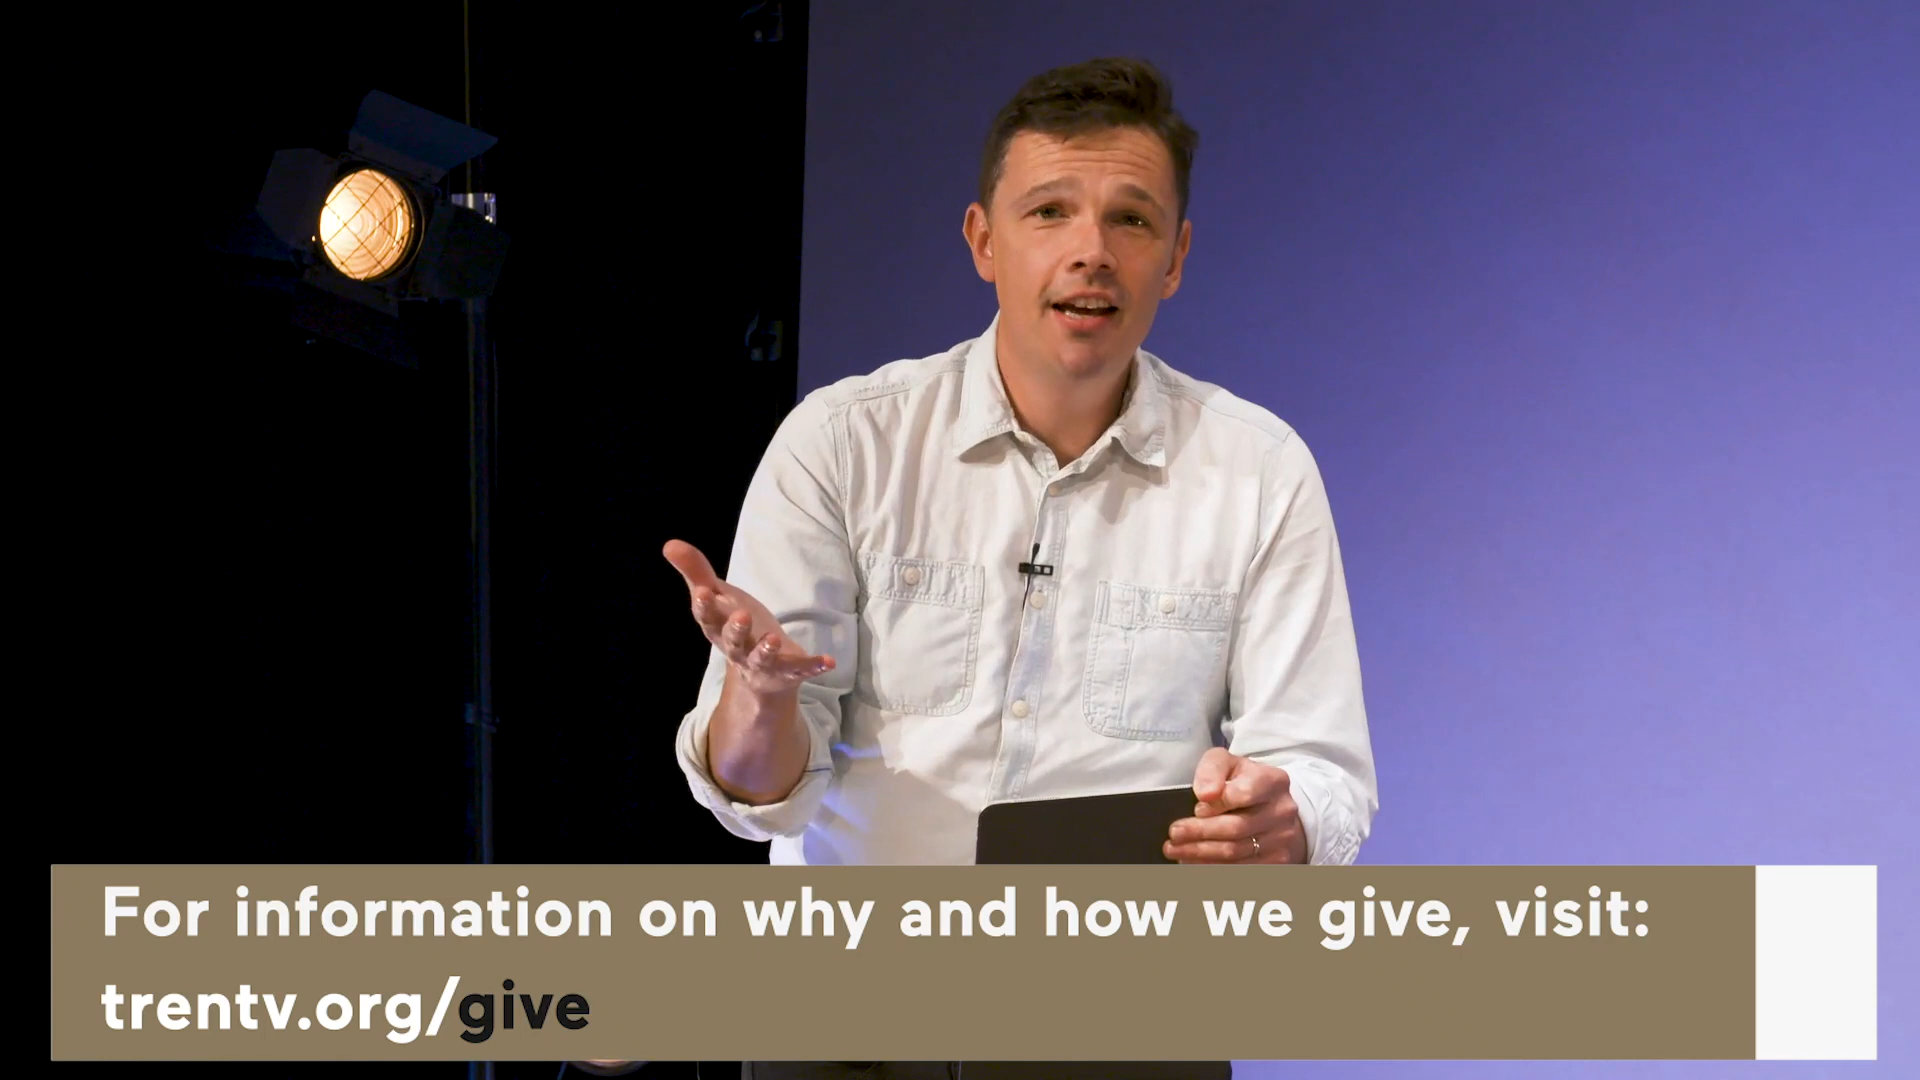 For information on why and how we give, visit:
trentv.org/give